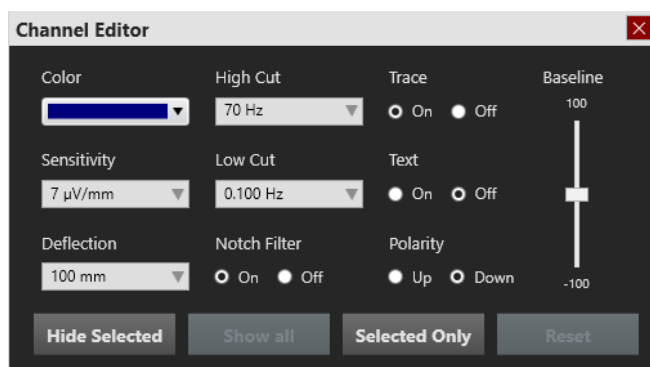 Channel Editor
Color
High Cut
Trace
Baseline
70 Hz
On
Off
100
Sensitivity
Low Cut
Text
7 µV/mm
0.100 Hz
On
Off
Deflection
Notch Filter
Polarity
100 mm
On
Off
Up
Down
-100
Hide Selected
Show all
Selected Only
Reset